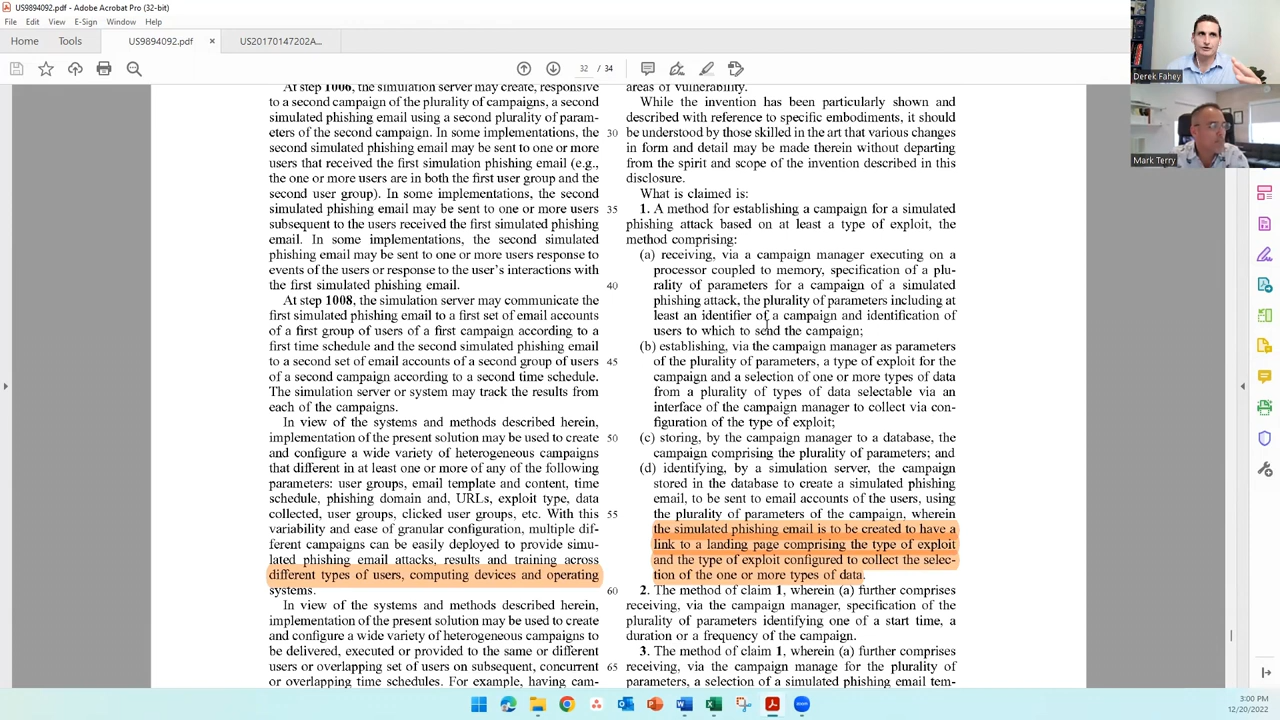 US9894092.pdf - Adobe Acrobat Pro (32-bit)
File Edit View E-Sign Window Help
Home Tools US9894092.pdf × US20170147202A...
32 / 34
At step 1006, the simulation server may create, responsive
to a second campaign of the plurality of campaigns, a second
simulated phishing email using a second plurality of param-
eters of the second campaign. In some implementations, the
second simulated phishing email may be sent to one or more
users that received the first simulation phishing email (e.g.,
the one or more users are in both the first user group and the
second user group). In some implementations, the second
simulated phishing email may be sent to one or more users
subsequent to the users received the first simulated phishing
email. In some implementations, the second simulated
phishing email may be sent to one more users response to
events of the users or response to the user's interactions with
the first simulated phishing email.
At step 1008, the simulation server may communicate the
first simulated phishing email to a first set of email accounts
of a first group of users of a first campaign according to a
first time schedule and the second simulated phishing email
to a second set of email accounts of a second group of users
of a second campaign according to a second time schedule.
The simulation server or system may track the results from
each of the campaigns.
In view of the systems and methods described herein,
implementation of the present solution may be used to create
and configure a wide variety of heterogeneous campaigns
that different in at least one or more of any of the following
parameters: user groups, email template and content, time
schedule, phishing domain and, URLs, exploit type, data
collected, user groups, clicked user groups, etc. With this
variability and ease of granular configuration, multiple dif-
ferent campaigns can be easily deployed to provide simu-
lated phishing email attacks, results and training across
different types of users, computing devices and operating
systems.
In view of the systems and methods described herein,
implementation of the present solution may be used to create
and configure a wide variety of heterogeneous campaigns to
be delivered, executed or provided to the same or different
users or overlapping set of users on subsequent, concurrent
or overlapping time schedules. For example, having cam-
30
35
40
45
50
55
60
65
areas of vulnerability.
While the invention has been particularly shown and
described with reference to specific embodiments, it should
be understood by those skilled in the art that various changes
in form and detail may be made therein without departing
from the spirit and scope of the invention described in this
disclosure.
What is claimed is:
1. A method for establishing a campaign for a simulated
phishing attack based on at least a type of exploit, the
method comprising:
(a) receiving, via a campaign manager executing on a
processor coupled to memory, specification of a plu-
rality of parameters for a campaign of a simulated
phishing attack, the plurality of parameters including at
least an identifier of a campaign and identification of
users to which to send the campaign;
(b) establishing, via the campaign manager as parameters
of the plurality of parameters, a type of exploit for the
campaign and a selection of one or more types of data
from a plurality of types of data selectable via an
interface of the campaign manager to collect via con-
figuration of the type of exploit;
(c) storing, by the campaign manager to a database, the
campaign comprising the plurality of parameters; and
(d) identifying, by a simulation server, the campaign
stored in the database to create a simulated phishing
email, to be sent to email accounts of the users, using
the plurality of parameters of the campaign, wherein
the simulated phishing email is to be created to have a
link to a landing page comprising the type of exploit
and the type of exploit configured to collect the selec-
tion of the one or more types of data.
2. The method of claim 1, wherein (a) further comprises
receiving, via the campaign manager, specification of the
plurality of parameters identifying one of a start time, a
duration or a frequency of the campaign.
3. The method of claim 1, wherein (a) further comprises
receiving, via the campaign manage for the plurality of
parameters, a selection of a simulated phishing email tem-
Derek Fahey
Mark Terry
3:00 PM
12/20/2022